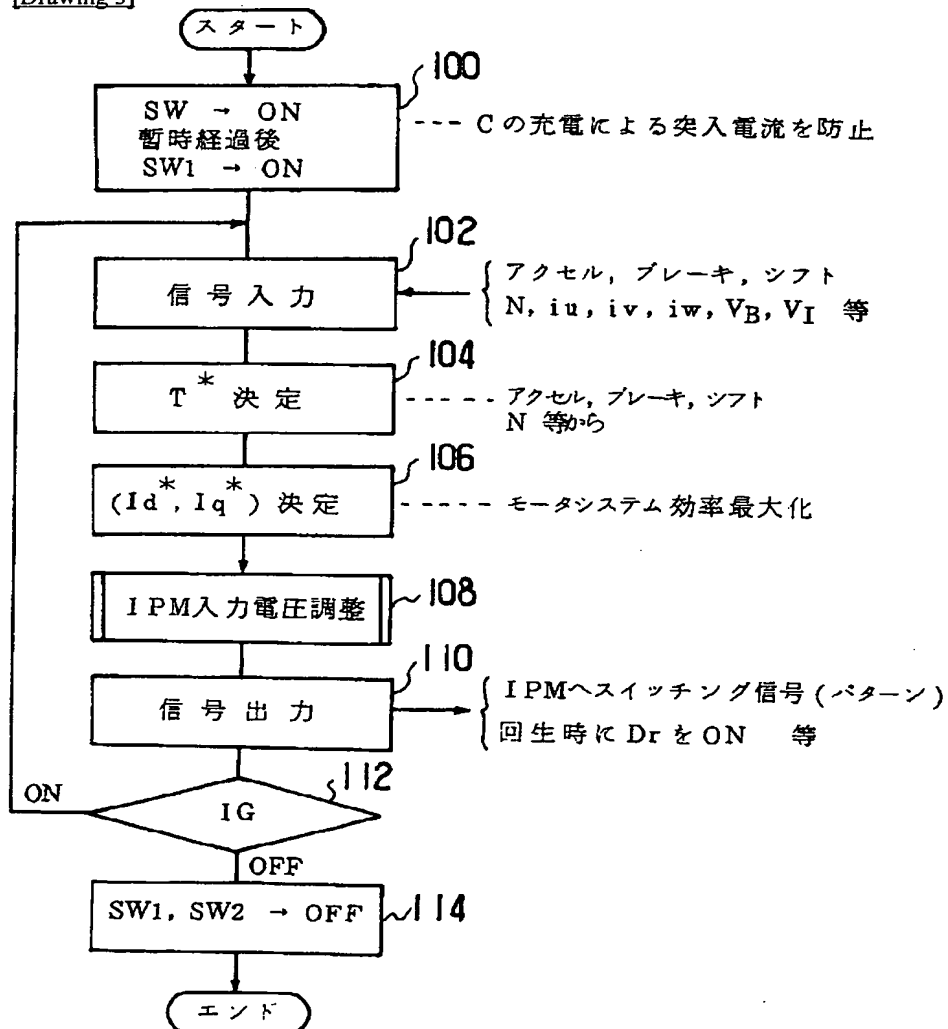 [Drawing 3]
スタート
100
SW → ON
暫時経過後
SW1 → ON
--- Cの充電による突入電流を防止
102
信号入力
アクセル, ブレーキ, シフト
N, iu, iv, iw, VB, VI 等
104
T* 決定
----- アクセル, ブレーキ, シフト
N 等から
106
(Id*, Iq*) 決定
----- モータシステム効率最大化
IPM入力電圧調整
108
110
信号出力
IPMへスイッチング信号(パターン)
回生時に Dr を ON 等
112
ON
IG
OFF
SW1, SW2 → OFF
114
エンド